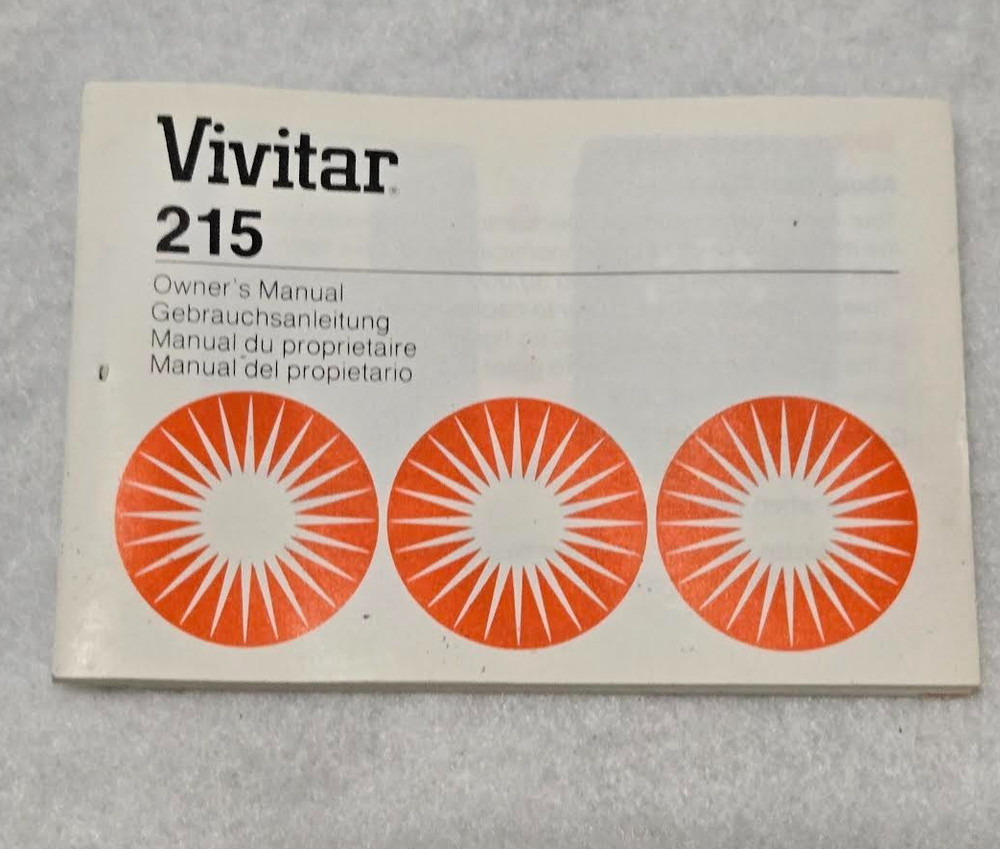 Vivitar®
215
Owner's Manual
Gebrauchsanleitung
Manual du proprietaire
Manual del propietario